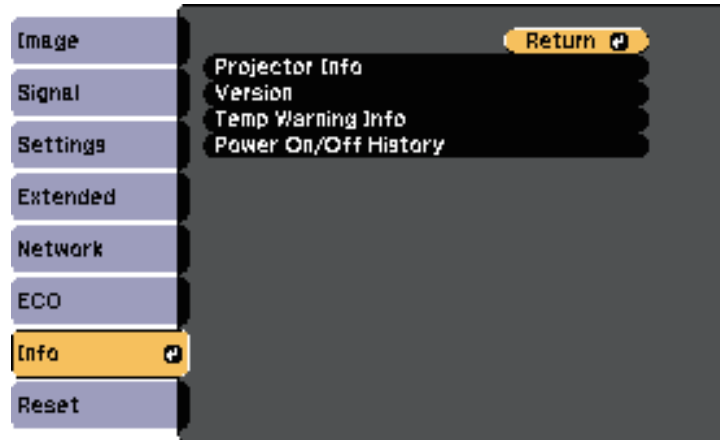 Image
Signal
Settings
Extended
Network
ECO
Info
Reset
Return
Projector Info
Version
Temp Warning Info
Power On/Off History